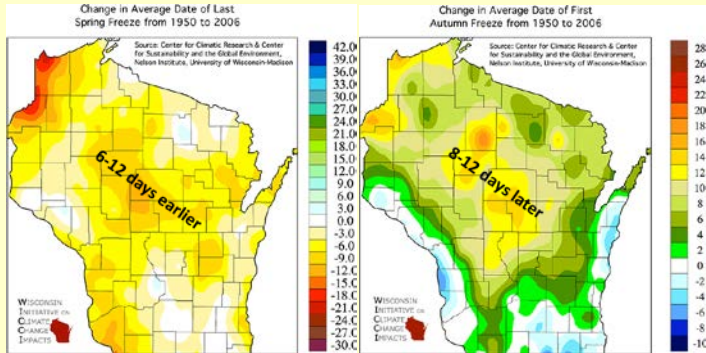 Change in Average Date of Last
Spring Freeze from 1950 to 2006
Source: Center for Climatic Research & Center
for Sustainability and the Global Environment,
Nelson Institute, University of Wisconsin-Madison
6-12 days earlier
42.0
39.0
36.0
33.0
30.0
27.0
24.0
21.0
18.0
15.0
12.0
9.0
6.0
3.0
0.0
-3.0
-6.0
-9.0
-12.0
-15.0
-18.0
-21.0
-24.0
-27.0
-30.0
WISCONSIN
INITIATIVE ON
CLIMATE
CHANGE
IMPACTS
Change in Average Date of First
Autumn Freeze from 1950 to 2006
Source: Center for Climatic Research & Center
for Sustainability and the Global Environment,
Nelson Institute, University of Wisconsin-Madison
8-12 days later
28
26
24
22
20
18
16
14
12
10
8
6
4
2
0
-2
-4
-6
-8
-10
WISCONSIN
INITIATIVE ON
CLIMATE
CHANGE
IMPACTS